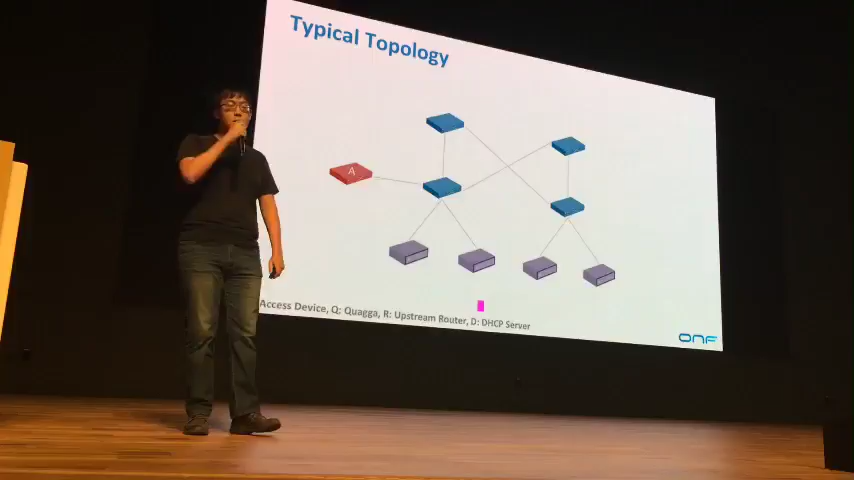 Typical Topology
A
Access Device, Q: Quagga, R: Upstream Router, D: DHCP Server
ONF